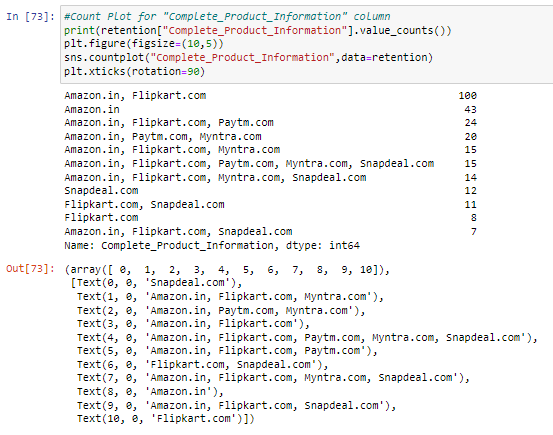 In [73]: #Count Plot for "Complete_Product_Information" column
print(retention["Complete_Product_Information"].value_counts())
plt.figure(figsize=(10,5))
sns.countplot("Complete_Product_Information",data=retention)
plt.xticks(rotation=90)
Amazon.in, Flipkart.com 100
Amazon.in 43
Amazon.in, Flipkart.com, Paytm.com 24
Amazon.in, Paytm.com, Myntra.com 20
Amazon.in, Flipkart.com, Myntra.com 15
Amazon.in, Flipkart.com, Paytm.com, Myntra.com, Snapdeal.com 15
Amazon.in, Flipkart.com, Myntra.com, Snapdeal.com 14
Snapdeal.com 12
Flipkart.com, Snapdeal.com 11
Flipkart.com 8
Amazon.in, Flipkart.com, Snapdeal.com 7
Name: Complete_Product_Information, dtype: int64
Out[73]: (array([ 0, 1, 2, 3, 4, 5, 6, 7, 8, 9, 10]),
[Text(0, 0, 'Snapdeal.com'),
Text(1, 0, 'Amazon.in, Flipkart.com, Myntra.com'),
Text(2, 0, 'Amazon.in, Paytm.com, Myntra.com'),
Text(3, 0, 'Amazon.in, Flipkart.com'),
Text(4, 0, 'Amazon.in, Flipkart.com, Paytm.com, Myntra.com, Snapdeal.com'),
Text(5, 0, 'Amazon.in, Flipkart.com, Paytm.com'),
Text(6, 0, 'Flipkart.com, Snapdeal.com'),
Text(7, 0, 'Amazon.in, Flipkart.com, Myntra.com, Snapdeal.com'),
Text(8, 0, 'Amazon.in'),
Text(9, 0, 'Amazon.in, Flipkart.com, Snapdeal.com'),
Text(10, 0, 'Flipkart.com')])